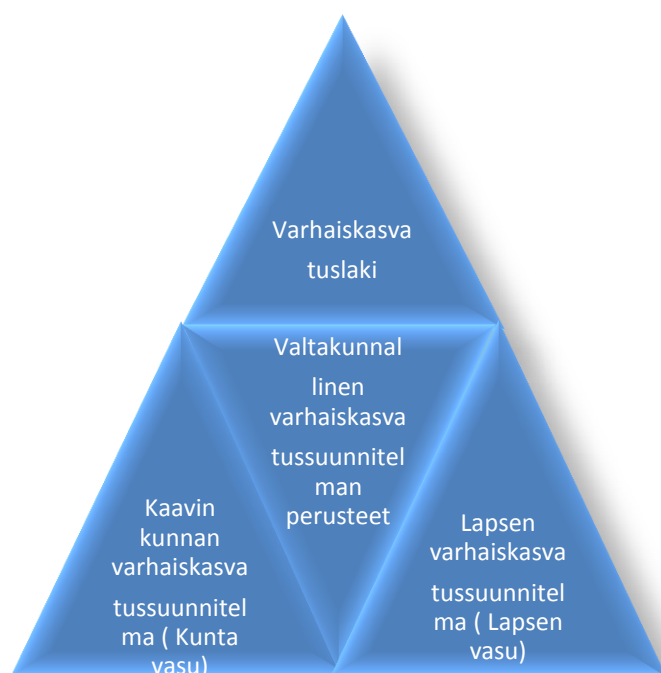 Varhaiskasva
tuslaki
Valtakunnal
linen
varhaiskasva
tussuunnitel
man
perusteet
Kaavin
kunnan
varhaiskasva
tussuunnitel
ma ( Kunta
vasu)
Lapsen
varhaiskasva
tussuunnitel
ma ( Lapsen
vasu)